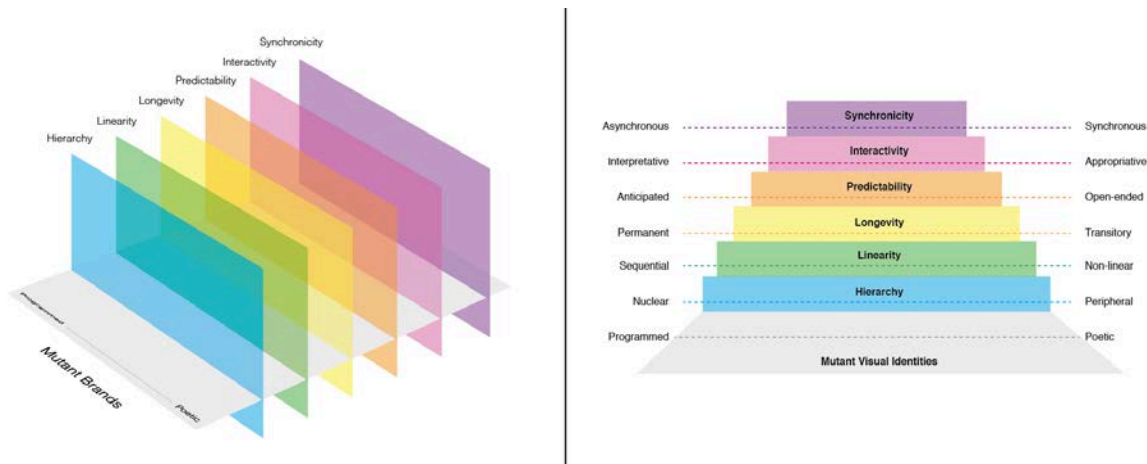 Synchronicity
Interactivity
Predictability
Longevity
Linearity
Hierarchy
Programmed
Poetic
Mutant Brands
Synchronicity
Asynchronous
Synchronous
Interactivity
Interpretative
Appropriative
Predictability
Anticipated
Open-ended
Longevity
Permanent
Transitory
Linearity
Sequential
Non-linear
Hierarchy
Nuclear
Peripheral
Programmed
Poetic
Mutant Visual Identities